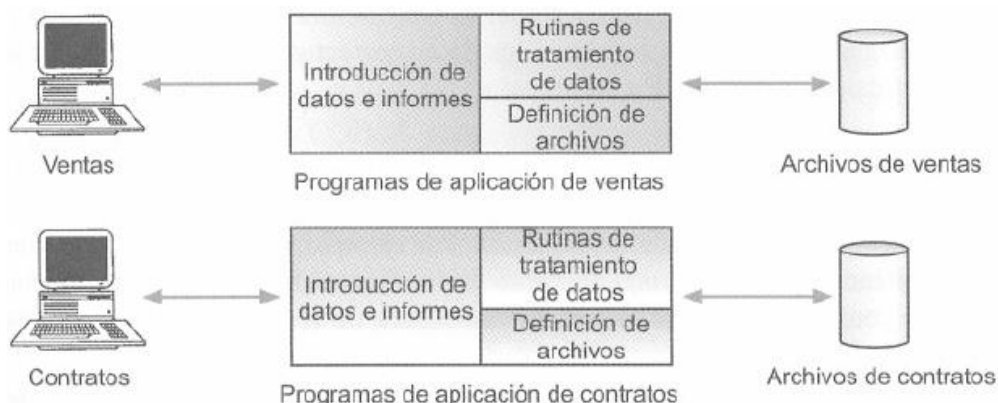 Introducción de
datos e informes
Rutinas de
tratamiento
de datos
Definición de
archivos
Ventas
Programas de aplicación de ventas
Archivos de ventas
Introducción de
datos e informes
Rutinas de
tratamiento
de datos
Definición de
archivos
Contratos
Programas de aplicación de contratos
Archivos de contratos